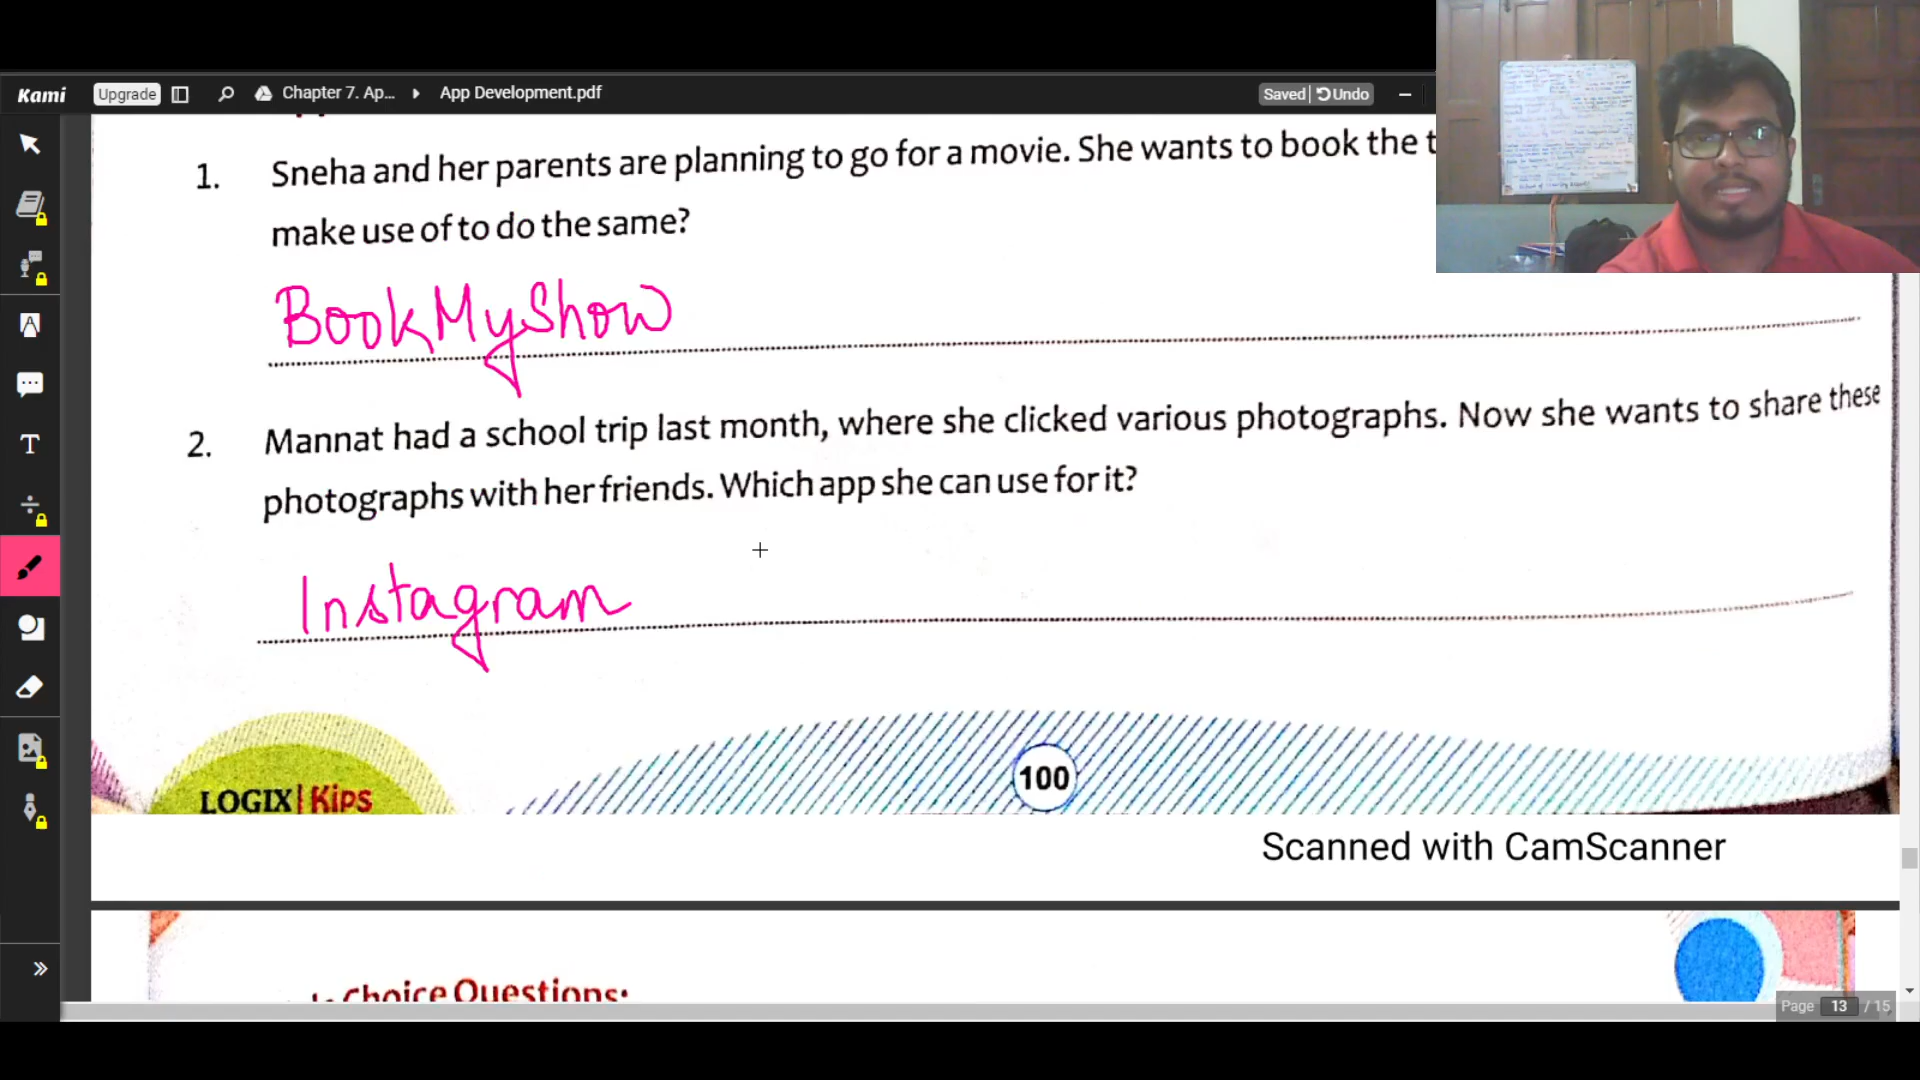 Kami Upgrade Chapter 7. Ap... App Development.pdf Saved Undo
1. Sneha and her parents are planning to go for a movie. She wants to book the t
make use of to do the same?
BookMyShow
2. Mannat had a school trip last month, where she clicked various photographs. Now she wants to share these
photographs with her friends. Which app she can use for it?
Instagram
LOGIX|Kips
100
Scanned with CamScanner
Choice Questions:
Page 13 / 15